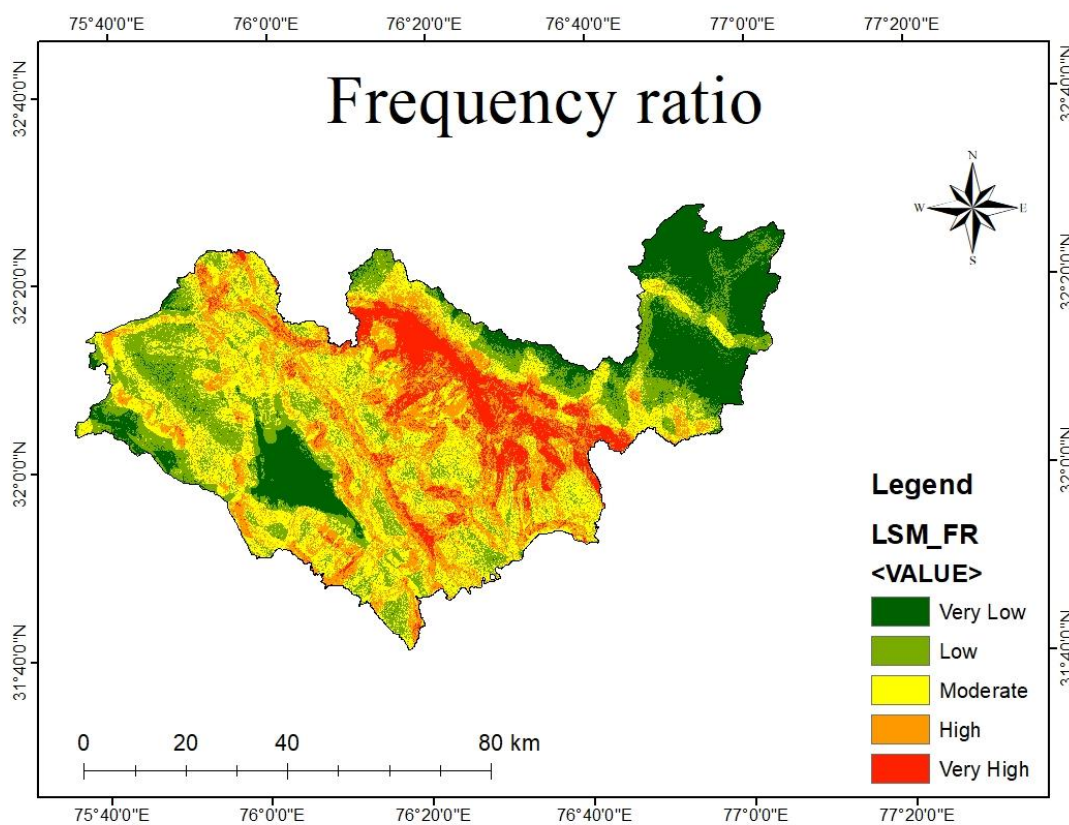 75°40'0"E 76°0'0"E 76°20'0"E 76°40'0"E 77°0'0"E 77°20'0"E
Frequency ratio
32°40'0"N
32°40'0"N
N
W E
S
32°20'0"N
32°20'0"N
32°0'0"N
32°0'0"N
31°40'0"N
31°40'0"N
Legend
LSM_FR
<VALUE>
Very Low
Low
Moderate
High
Very High
0 20 40 80 km
75°40'0"E 76°0'0"E 76°20'0"E 76°40'0"E 77°0'0"E 77°20'0"E